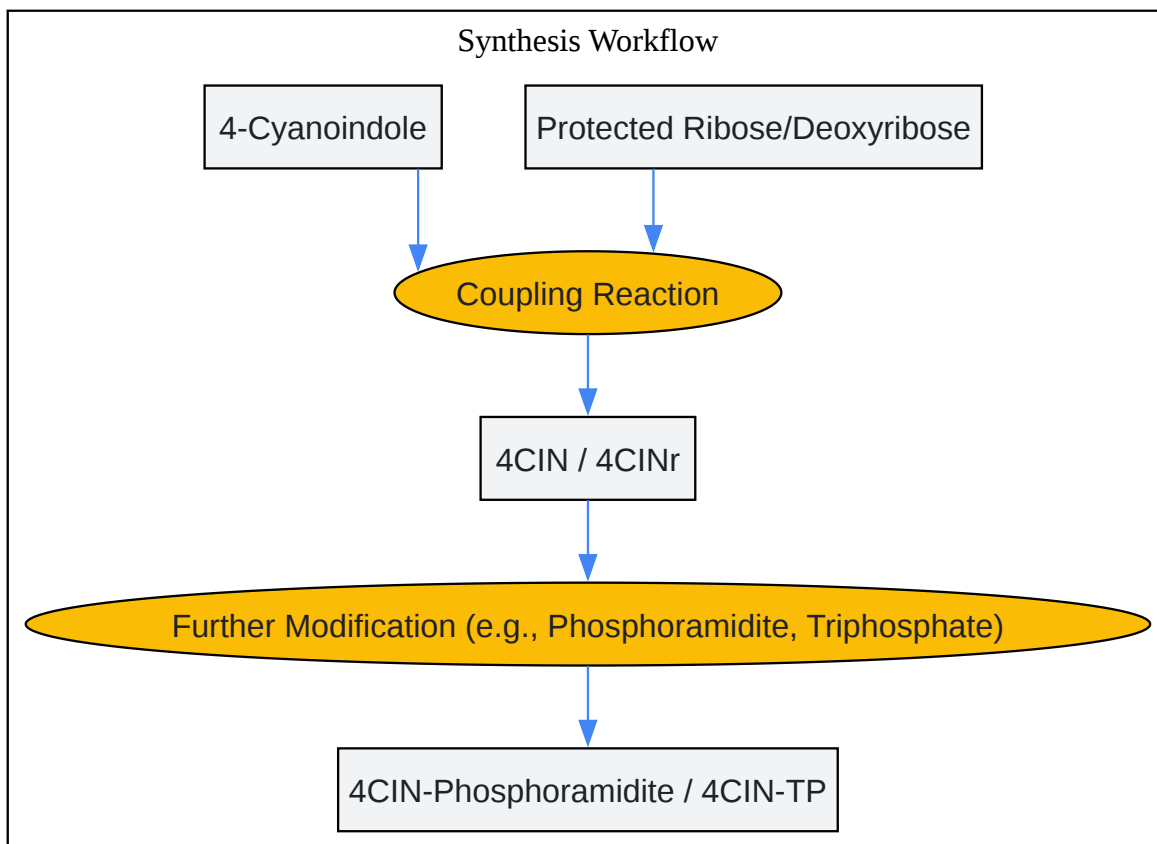 Synthesis Workflow
4-Cyanoindole
Protected Ribose/Deoxyribose
Coupling Reaction
4CIN / 4CINr
Further Modification (e.g., Phosphoramidite, Triphosphate)
4CIN-Phosphoramidite / 4CIN-TP